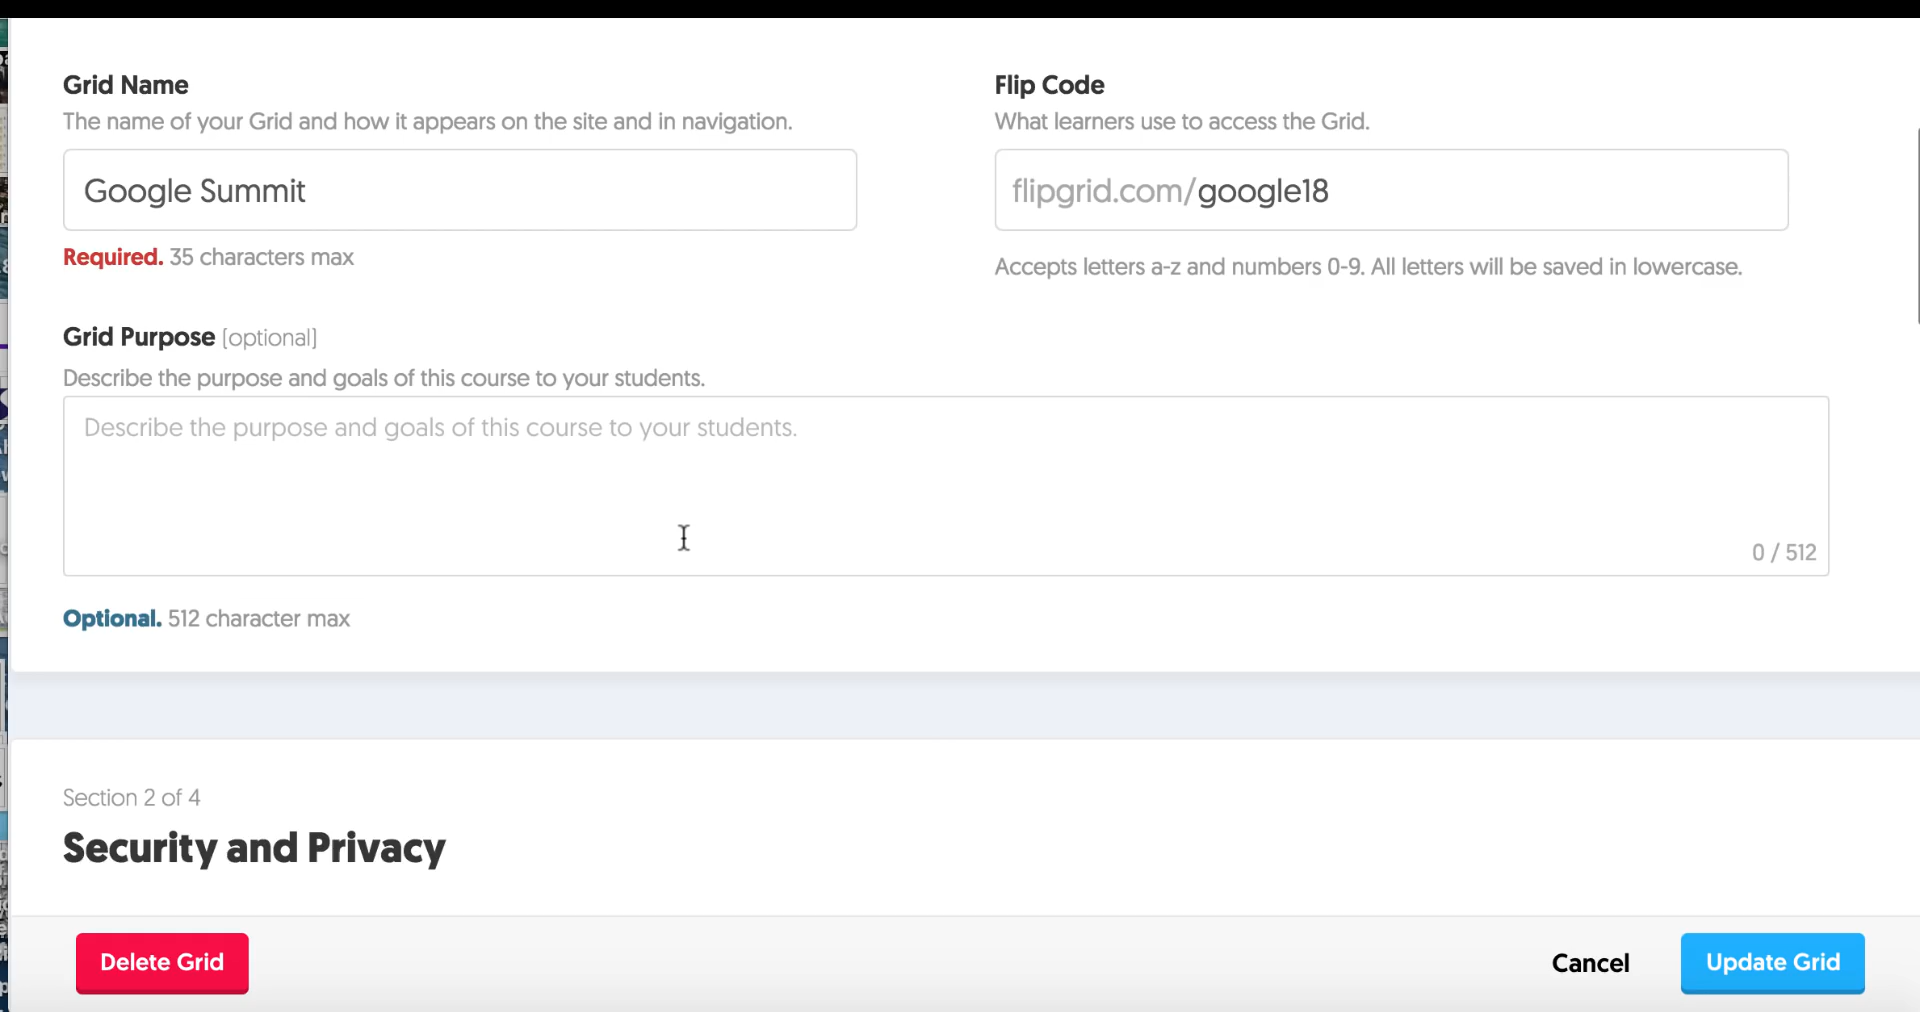 Grid Name
The name of your Grid and how it appears on the site and in navigation.
Google Summit
Required. 35 characters max
Flip Code
What learners use to access the Grid.
flipgrid.com/google18
Accepts letters a-z and numbers 0-9. All letters will be saved in lowercase.
Grid Purpose [optional]
Describe the purpose and goals of this course to your students.
Describe the purpose and goals of this course to your students.
0 / 512
Optional. 512 character max
Section 2 of 4
Security and Privacy
Delete Grid
Cancel
Update Grid